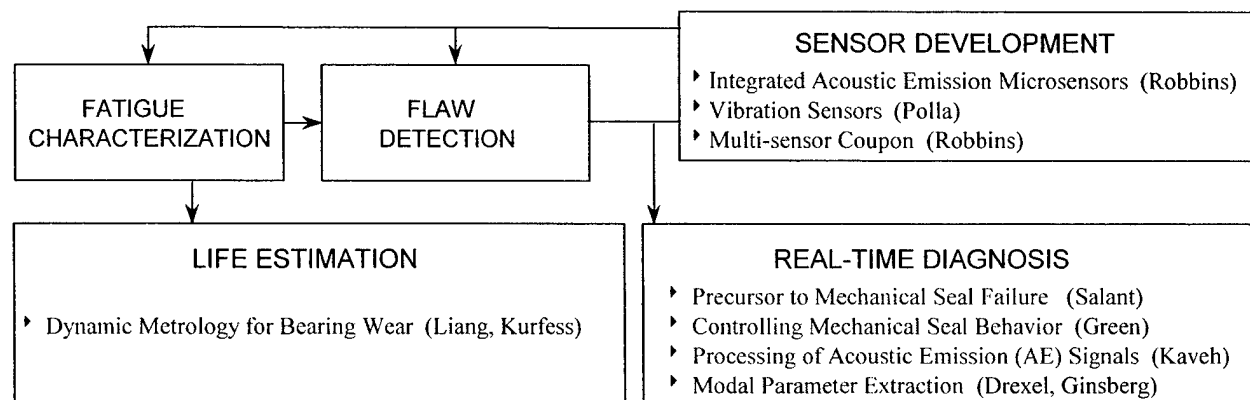 SENSOR DEVELOPMENT
Integrated Acoustic Emission Microsensors (Robbins)
Vibration Sensors (Polla)
Multi-sensor Coupon (Robbins)
FATIGUE
CHARACTERIZATION
FLAW
DETECTION
LIFE ESTIMATION
Dynamic Metrology for Bearing Wear (Liang, Kurfess)
REAL-TIME DIAGNOSIS
Precursor to Mechanical Seal Failure (Salant)
Controlling Mechanical Seal Behavior (Green)
Processing of Acoustic Emission (AE) Signals (Kaveh)
Modal Parameter Extraction (Drexel, Ginsberg)